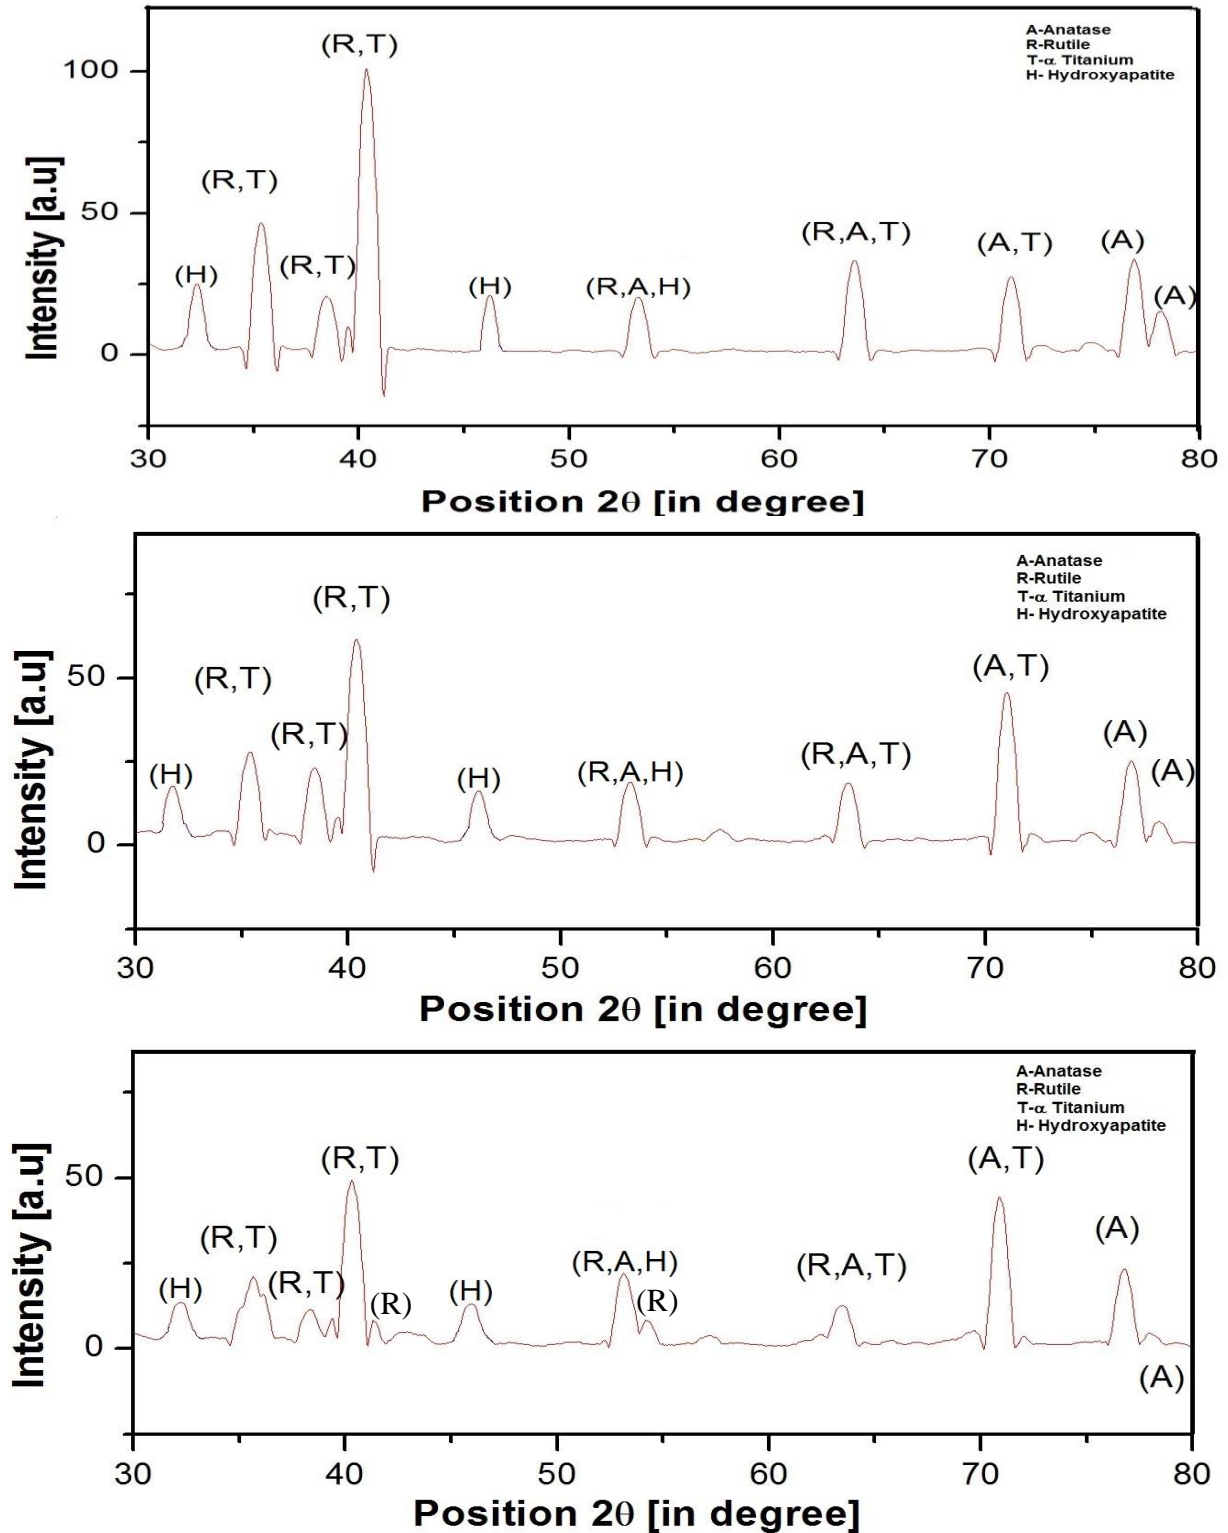 A-Anatase
R-Rutile
T-α Titanium
H- Hydroxyapatite
(R,T)
100
(R,T)
50
(R,A,T)
(A,T)
(A)
(H)
(R,T)
(H)
(R,A,H)
(A)
0
Intensity [a.u]
30 40 50 60 70 80
Position 2θ [in degree]
A-Anatase
R-Rutile
T-α Titanium
H- Hydroxyapatite
(R,T)
50
(R,T)
(A,T)
(R,T)
(A)
(H)
(H)
(R,A,H)
(R,A,T)
(A)
0
Intensity [a.u]
30 40 50 60 70 80
Position 2θ [in degree]
A-Anatase
R-Rutile
T-α Titanium
H- Hydroxyapatite
(R,T)
50
(A,T)
(R,T)
(A)
(R,A,H)
(R,A,T)
(H)
(R,T)
(R)
(H)
(R)
0
(A)
Intensity [a.u]
30 40 50 60 70 80
Position 2θ [in degree]